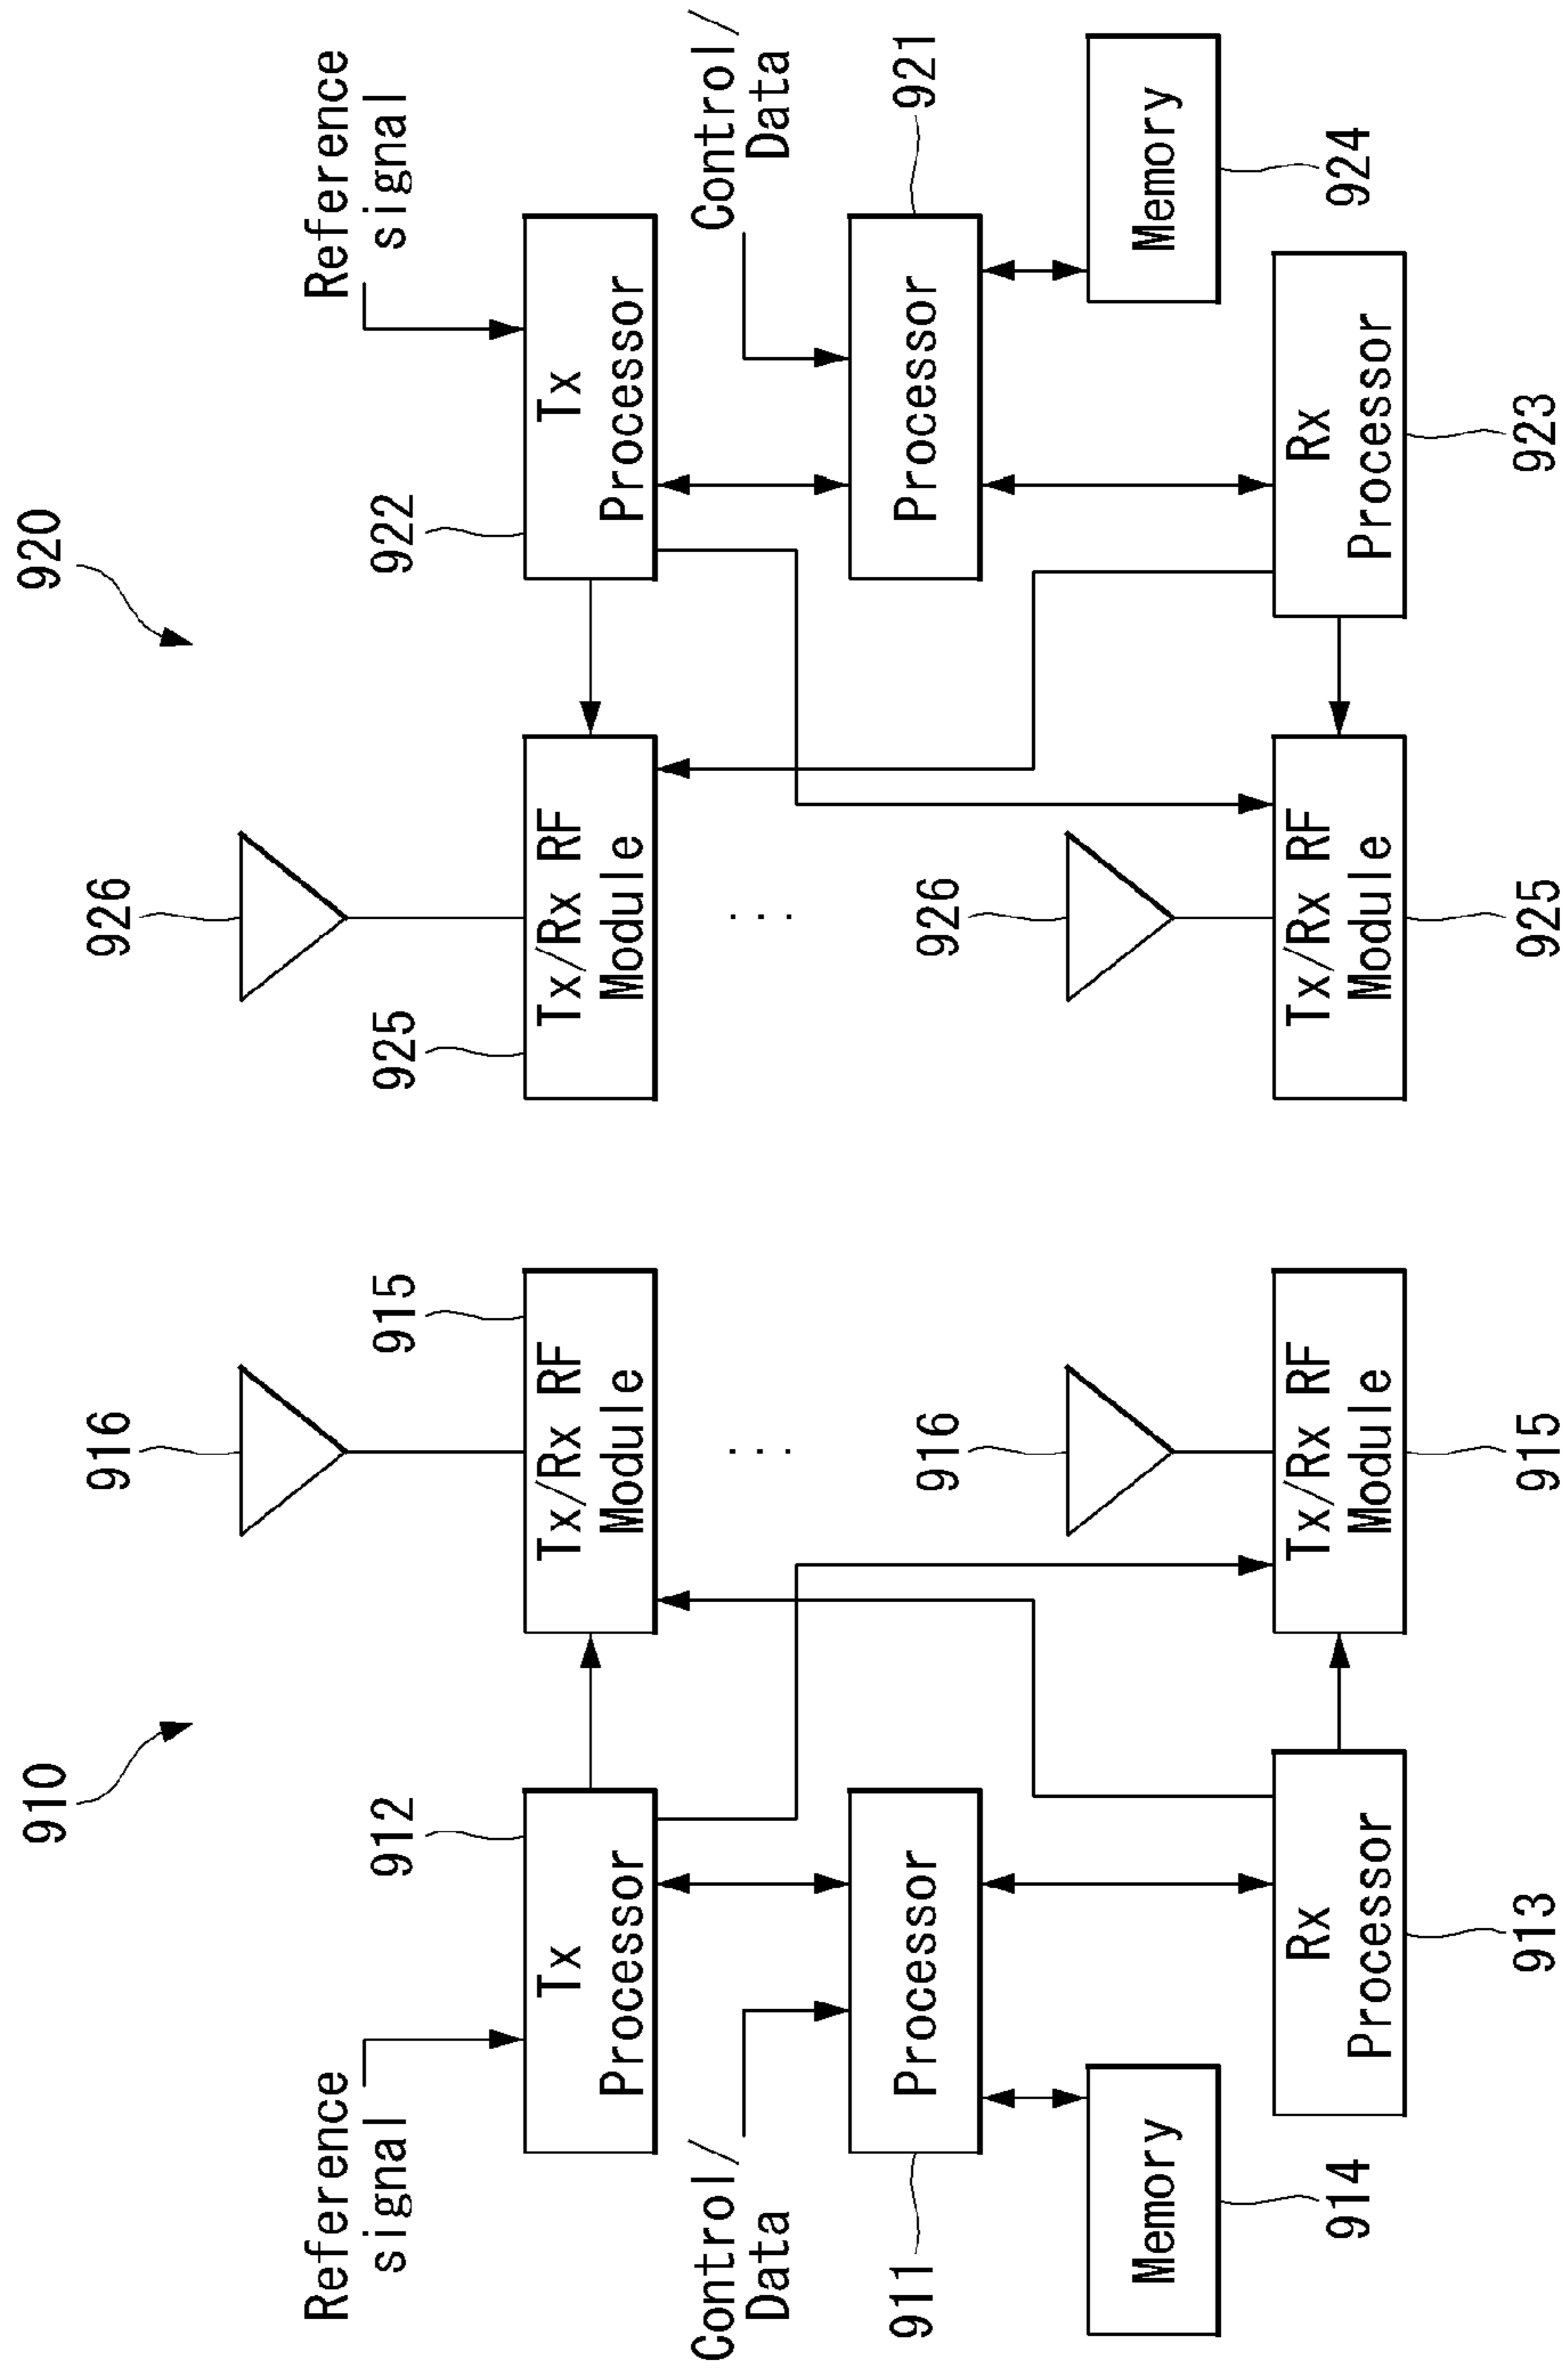 910
920
916
926
Reference
signal
912
915
925
922
Reference
signal
Tx
Processor
Tx/Rx RF
Module
Tx/Rx RF
Module
Tx
Processor
Control/
Data
...
...
Control/
Data
911
Processor
916
926
Processor
921
Memory
914
Memory
924
Rx
Processor
Tx/Rx RF
Module
Tx/Rx RF
Module
Rx
Processor
913
915
925
923